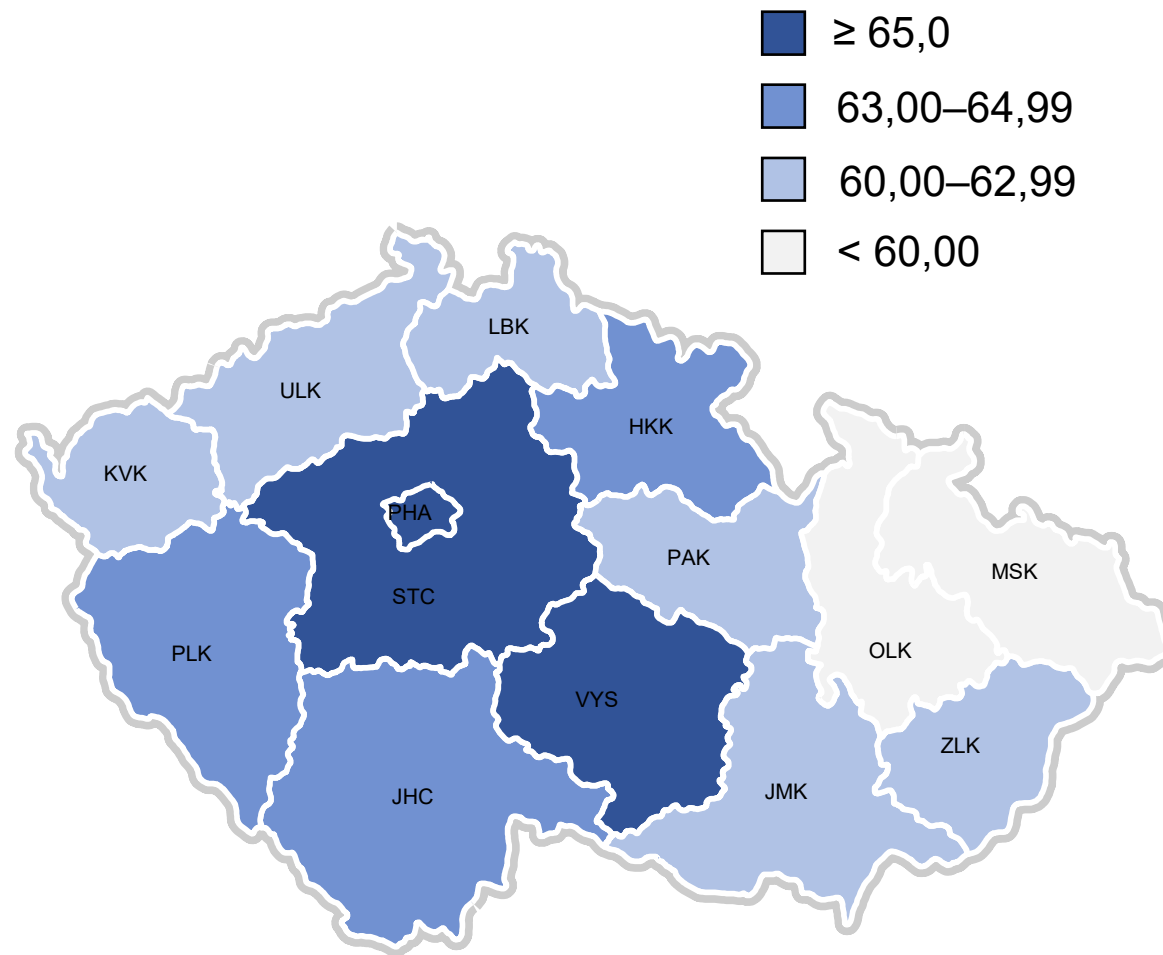 ≥ 65,0
63,00–64,99
60,00–62,99
< 60,00
LBK
ULK
HKK
KVK
PHA
PAK
MSK
STC
OLK
PLK
VYS
ZLK
JMK
JHC